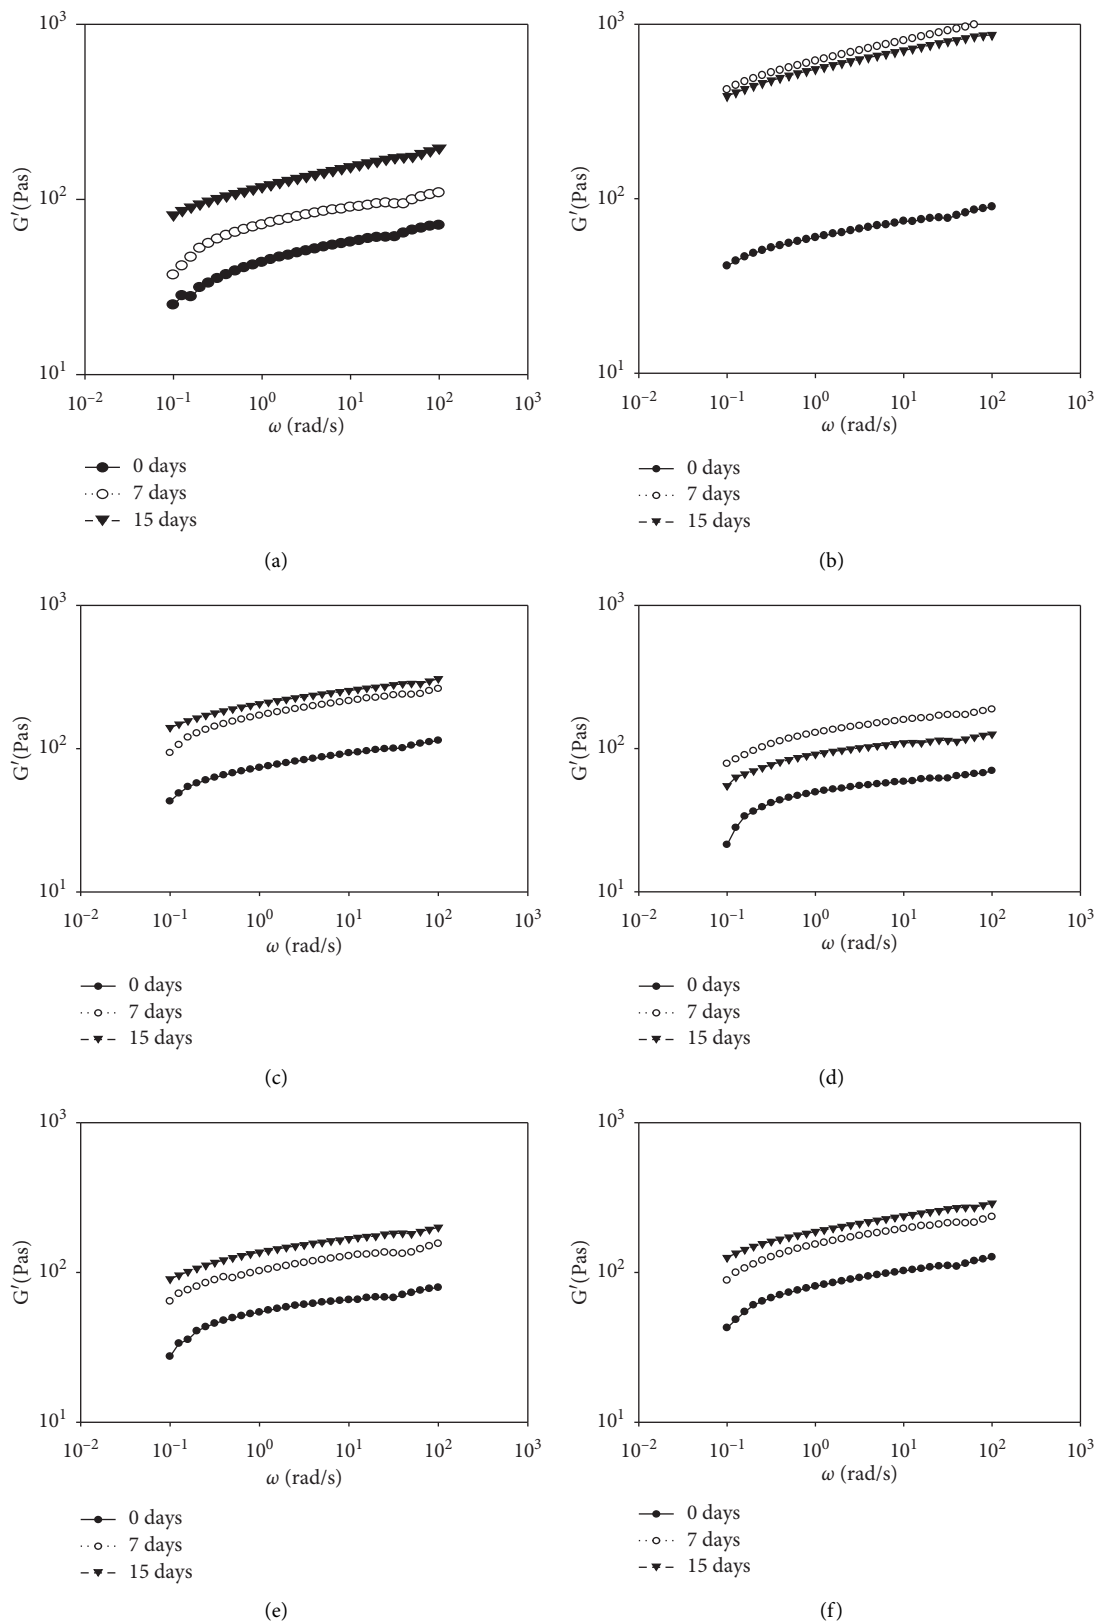 10³
10²
10¹
G′(Pas)
10⁻² 10⁻¹ 10⁰ 10¹ 10² 10³
ω (rad/s)
0 days
7 days
15 days
(a)
10³
10²
10¹
G′(Pas)
10⁻² 10⁻¹ 10⁰ 10¹ 10² 10³
ω (rad/s)
0 days
7 days
15 days
(b)
10³
10²
10¹
G′(Pas)
10⁻² 10⁻¹ 10⁰ 10¹ 10² 10³
ω (rad/s)
0 days
7 days
15 days
(c)
10³
10²
10¹
G′(Pas)
10⁻² 10⁻¹ 10⁰ 10¹ 10² 10³
ω (rad/s)
0 days
7 days
15 days
(d)
10³
10²
10¹
G′(Pas)
10⁻² 10⁻¹ 10⁰ 10¹ 10² 10³
ω (rad/s)
0 days
7 days
15 days
(e)
10³
10²
10¹
G′(Pas)
10⁻² 10⁻¹ 10⁰ 10¹ 10² 10³
ω (rad/s)
0 days
7 days
15 days
(f)